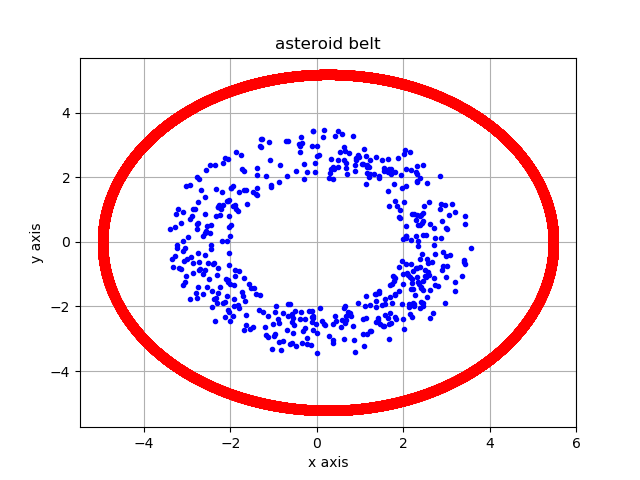 asteroid belt
4
2
0
−2
−4
y axis
−4 −2 0 2 4 6
x axis